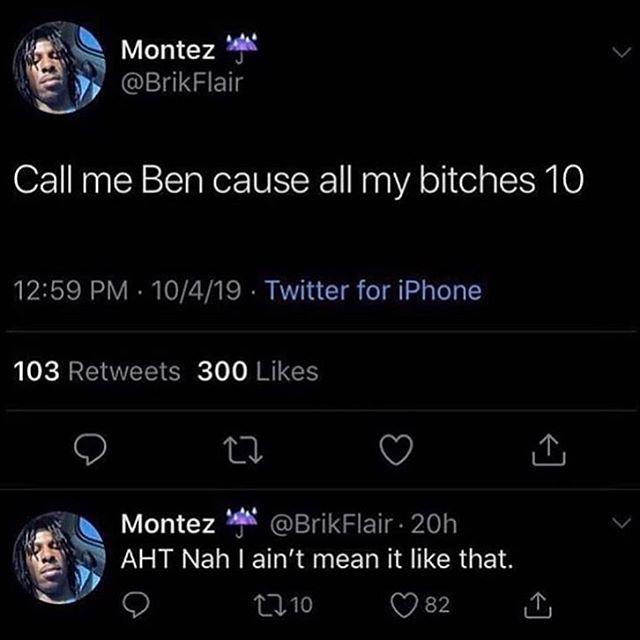 Montez ☔
@BrikFlair
Call me Ben cause all my bitches 10
12:59 PM · 10/4/19 · Twitter for iPhone
103 Retweets 300 Likes
Montez ☔ @BrikFlair · 20h
AHT Nah I ain't mean it like that.
10 82